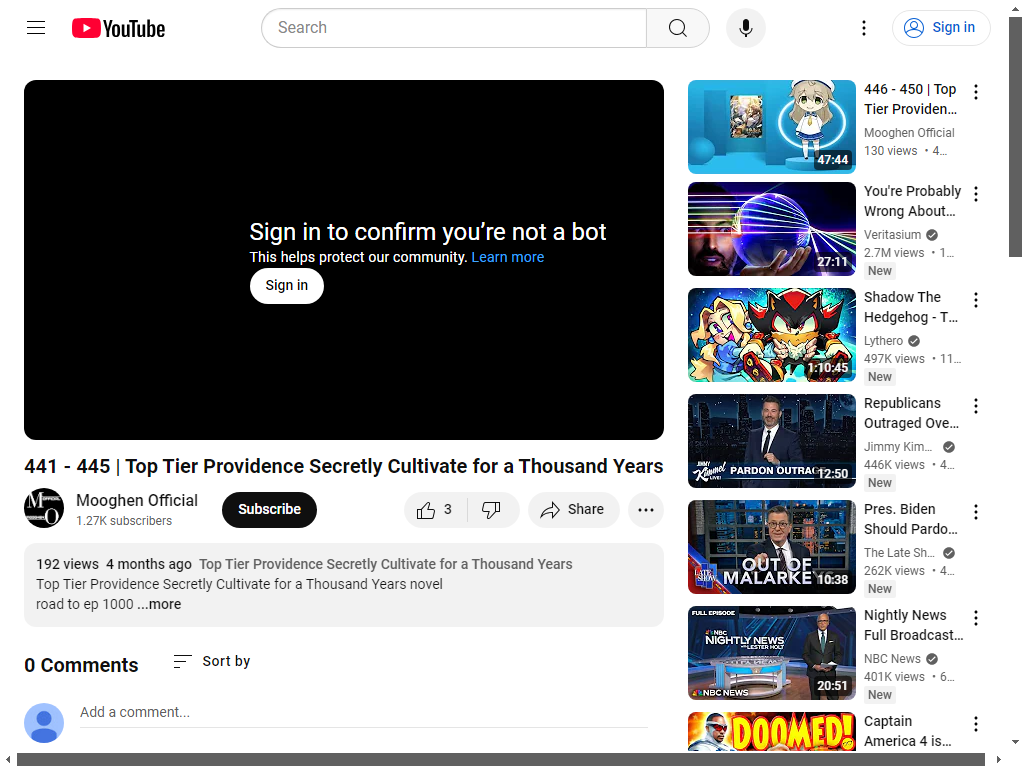 YouTube
Search
Sign in
Sign in to confirm you’re not a bot
This helps protect our community. Learn more
Sign in
441 - 445 | Top Tier Providence Secretly Cultivate for a Thousand Years
Mooghen Official
1.27K subscribers
Subscribe
3
Share
192 views 4 months ago Top Tier Providence Secretly Cultivate for a Thousand Years
Top Tier Providence Secretly Cultivate for a Thousand Years novel
road to ep 1000 ...more
0 Comments
Sort by
Add a comment...
47:44
446 - 450 | Top
Tier Providen...
Mooghen Official
130 views • 4...
27:11
You're Probably
Wrong About...
Veritasium
2.7M views • 1...
New
1:10:45
Shadow The
Hedgehog - T...
Lythero
497K views • 11...
New
JIMMY
Kimmel
LIVE!
PARDON OUTRAG
12:50
Republicans
Outraged Ove...
Jimmy Kim...
446K views • 4...
New
LATE
SHOW
OUT OF
MALARKEY
10:38
Pres. Biden
Should Pardo...
The Late Sh...
262K views • 4...
New
FULL EPISODE
NBC
NIGHTLY NEWS
WITH LESTER HOLT
NBC NEWS
20:51
Nightly News
Full Broadcast...
NBC News
401K views • 6...
New
DOOMED!
Captain
America 4 is...